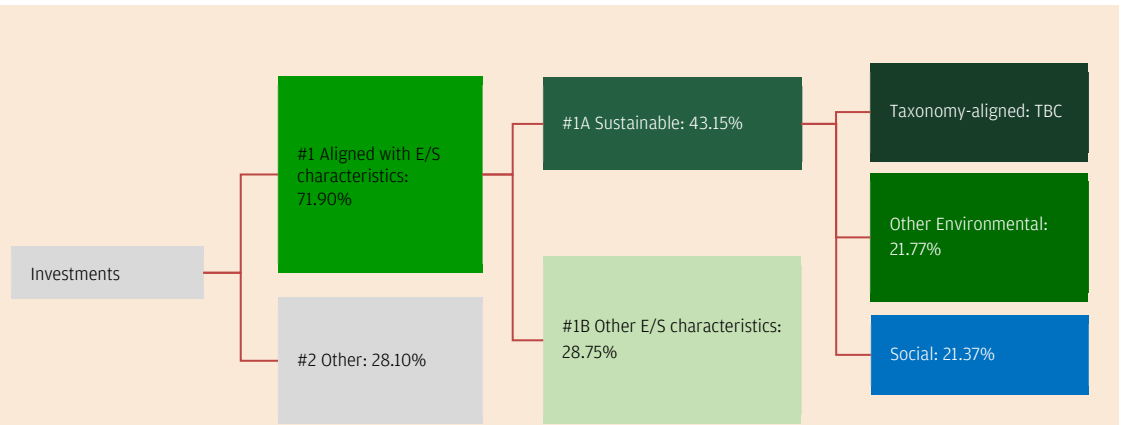 Investments
#1 Aligned with E/S
characteristics:
71.90%
#2 Other: 28.10%
#1A Sustainable: 43.15%
#1B Other E/S characteristics:
28.75%
Taxonomy-aligned: TBC
Other Environmental:
21.77%
Social: 21.37%